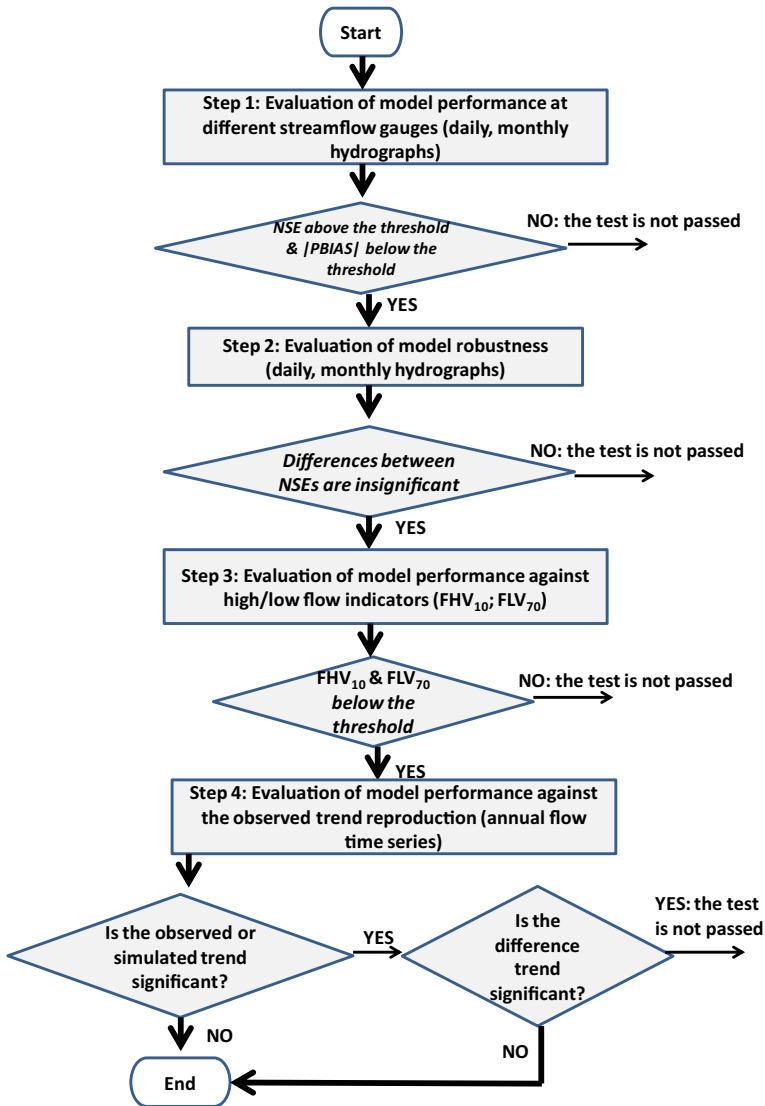 Start
Step 1: Evaluation of model performance at
different streamflow gauges (daily, monthly
hydrographs)
NSE above the threshold
& |PBIAS| below the
threshold
NO: the test is not passed
YES
Step 2: Evaluation of model robustness
(daily, monthly hydrographs)
Differences between
NSEs are insignificant
NO: the test is not passed
YES
Step 3: Evaluation of model performance against
high/low flow indicators (FHV10; FLV70)
FHV10 & FLV70
below the
threshold
NO: the test is not passed
YES
Step 4: Evaluation of model performance against
the observed trend reproduction (annual flow
time series)
Is the observed or
simulated trend
significant?
YES
Is the
difference
trend
significant?
YES: the test
is not passed
NO
NO
End